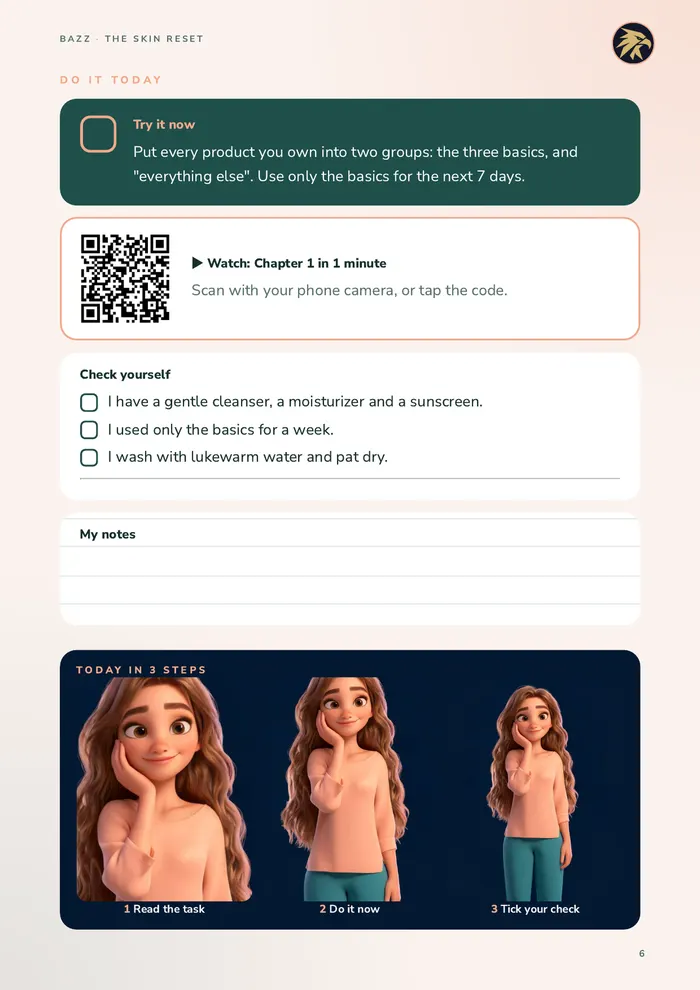 BAZZ · THE SKIN RESET
DO IT TODAY
Try it now
Put every product you own into two groups: the three basics, and
"everything else". Use only the basics for the next 7 days.
▶ Watch: Chapter 1 in 1 minute
Scan with your phone camera, or tap the code.
Check yourself
I have a gentle cleanser, a moisturizer and a sunscreen.
I used only the basics for a week.
I wash with lukewarm water and pat dry.
My notes
TODAY IN 3 STEPS
1 Read the task
2 Do it now
3 Tick your check
6